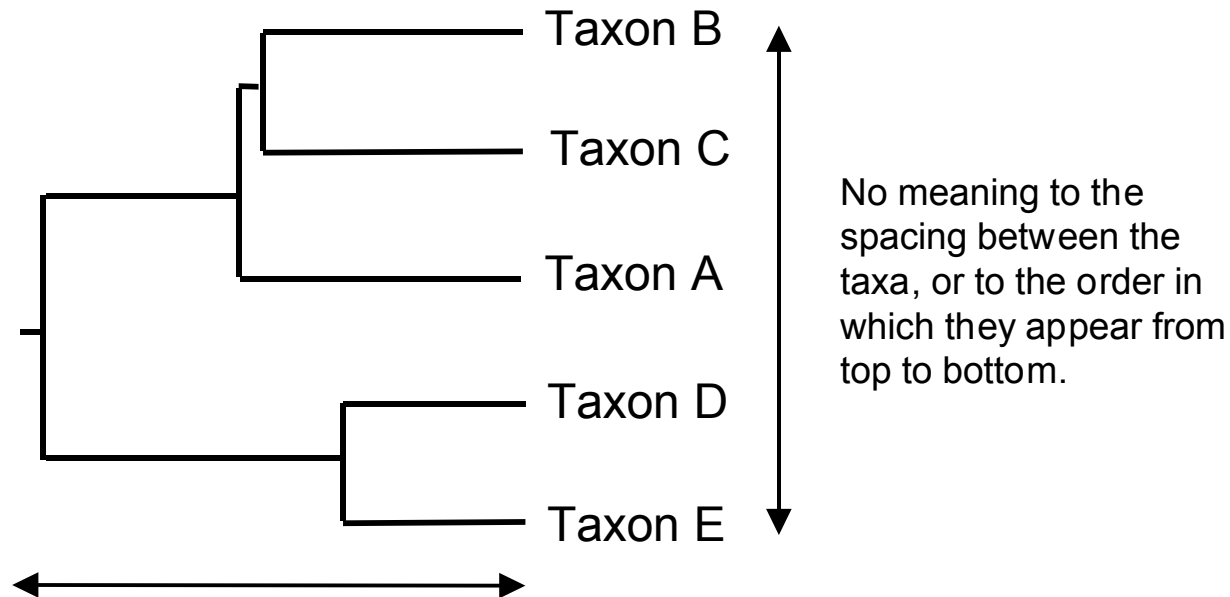 Taxon B
Taxon C
Taxon A
Taxon D
Taxon E
No meaning to the
spacing between the
taxa, or to the order in
which they appear from
top to bottom.